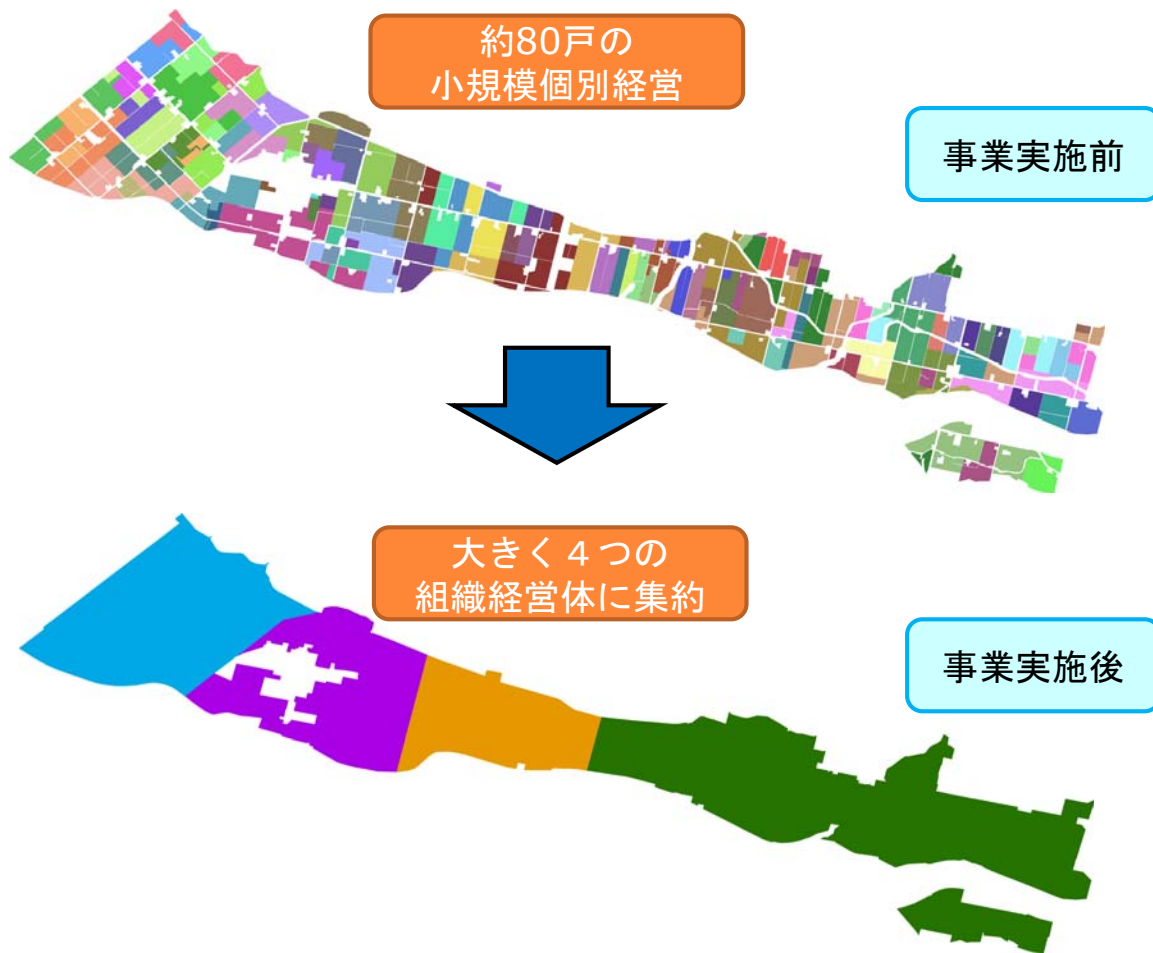 約80戸の
小規模個別経営
事業実施前
大きく４つの
組織経営体に集約
事業実施後